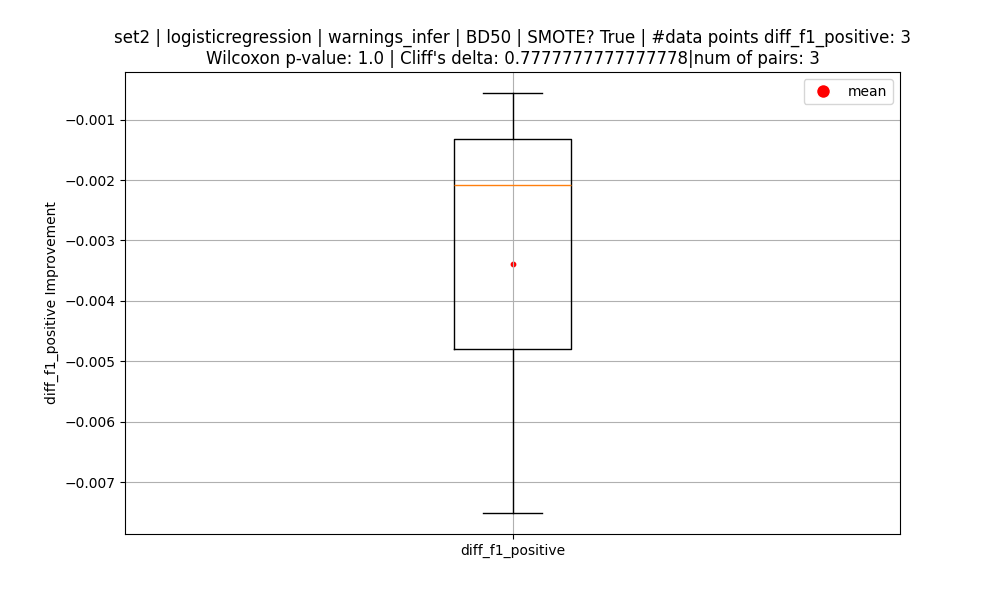 set2 | logisticregression | warnings_infer | BD50 | SMOTE? True | #data points diff_f1_positive: 3
Wilcoxon p-value: 1.0 | Cliff's delta: 0.7777777777777778|num of pairs: 3
mean
−0.001
−0.002
−0.003
−0.004
−0.005
−0.006
−0.007
diff_f1_positive Improvement
diff_f1_positive